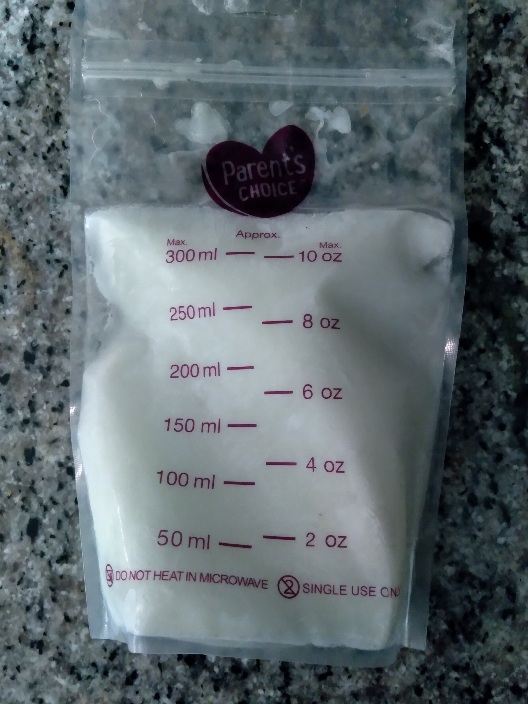 Parent's
CHOICE
Approx.
Max. Max.
300 ml 10 oz
250 ml 8 oz
200 ml 6 oz
150 ml
100 ml 4 oz
50 ml 2 oz
DO NOT HEAT IN MICROWAVE SINGLE USE ON